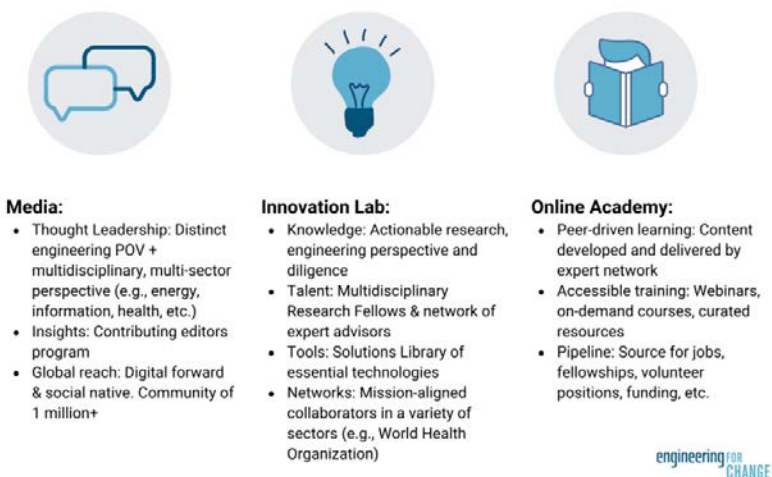 Media:
• Thought Leadership: Distinct
engineering POV +
multidisciplinary, multi-sector
perspective (e.g., energy,
information, health, etc.)
• Insights: Contributing editors
program
• Global reach: Digital forward
& social native. Community of
1 million+
Innovation Lab:
• Knowledge: Actionable research,
engineering perspective and
diligence
• Talent: Multidisciplinary
Research Fellows & network of
expert advisors
• Tools: Solutions Library of
essential technologies
• Networks: Mission-aligned
collaborators in a variety of
sectors (e.g., World Health
Organization)
Online Academy:
• Peer-driven learning: Content
developed and delivered by
expert network
• Accessible training: Webinars,
on-demand courses, curated
resources
• Pipeline: Source for jobs,
fellowships, volunteer
positions, funding, etc.
engineering FOR
CHANGE